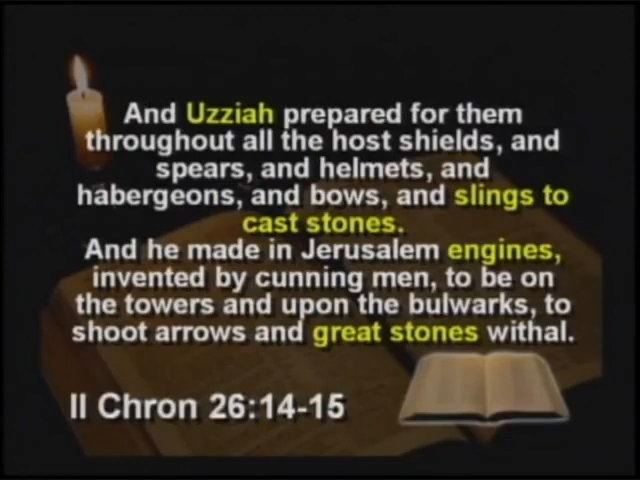 And Uzziah prepared for them
throughout all the host shields, and
spears, and helmets, and
habergeons, and bows, and slings to
cast stones.
And he made in Jerusalem engines,
invented by cunning men, to be on
the towers and upon the bulwarks, to
shoot arrows and great stones withal.
II Chron 26:14-15